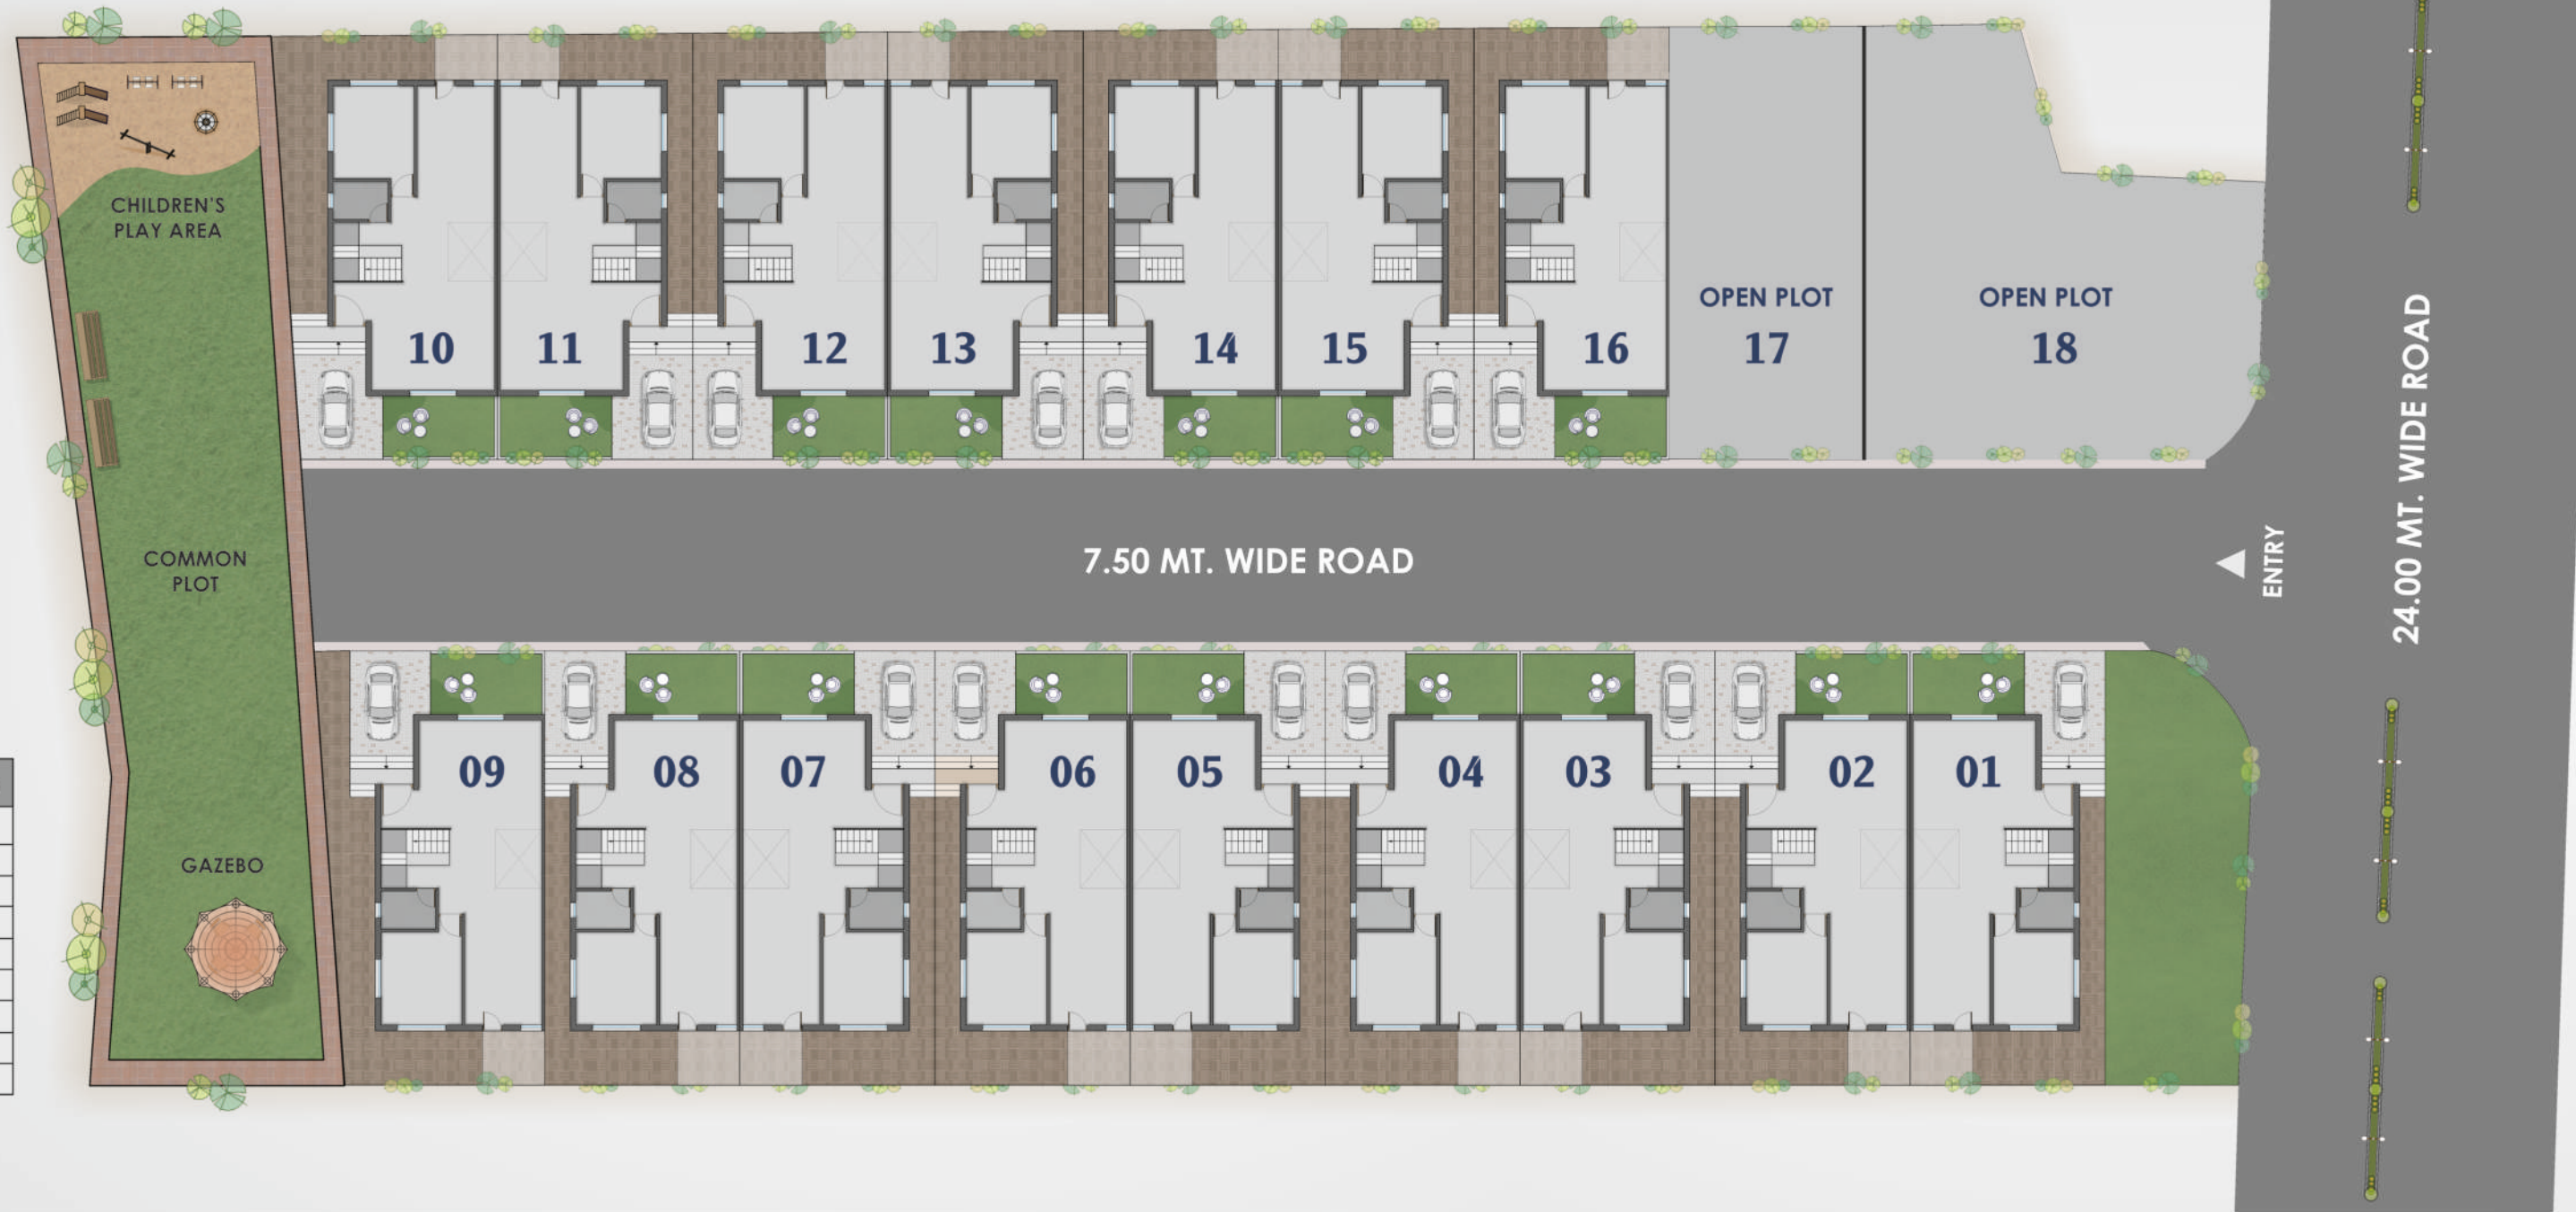 CHILDREN'S
PLAY AREA
10
11
12
13
14
15
16
OPEN PLOT
17
OPEN PLOT
18
COMMON
PLOT
7.50 MT. WIDE ROAD
ENTRY
24.00 MT. WIDE ROAD
09
08
07
06
05
04
03
02
01
GAZEBO